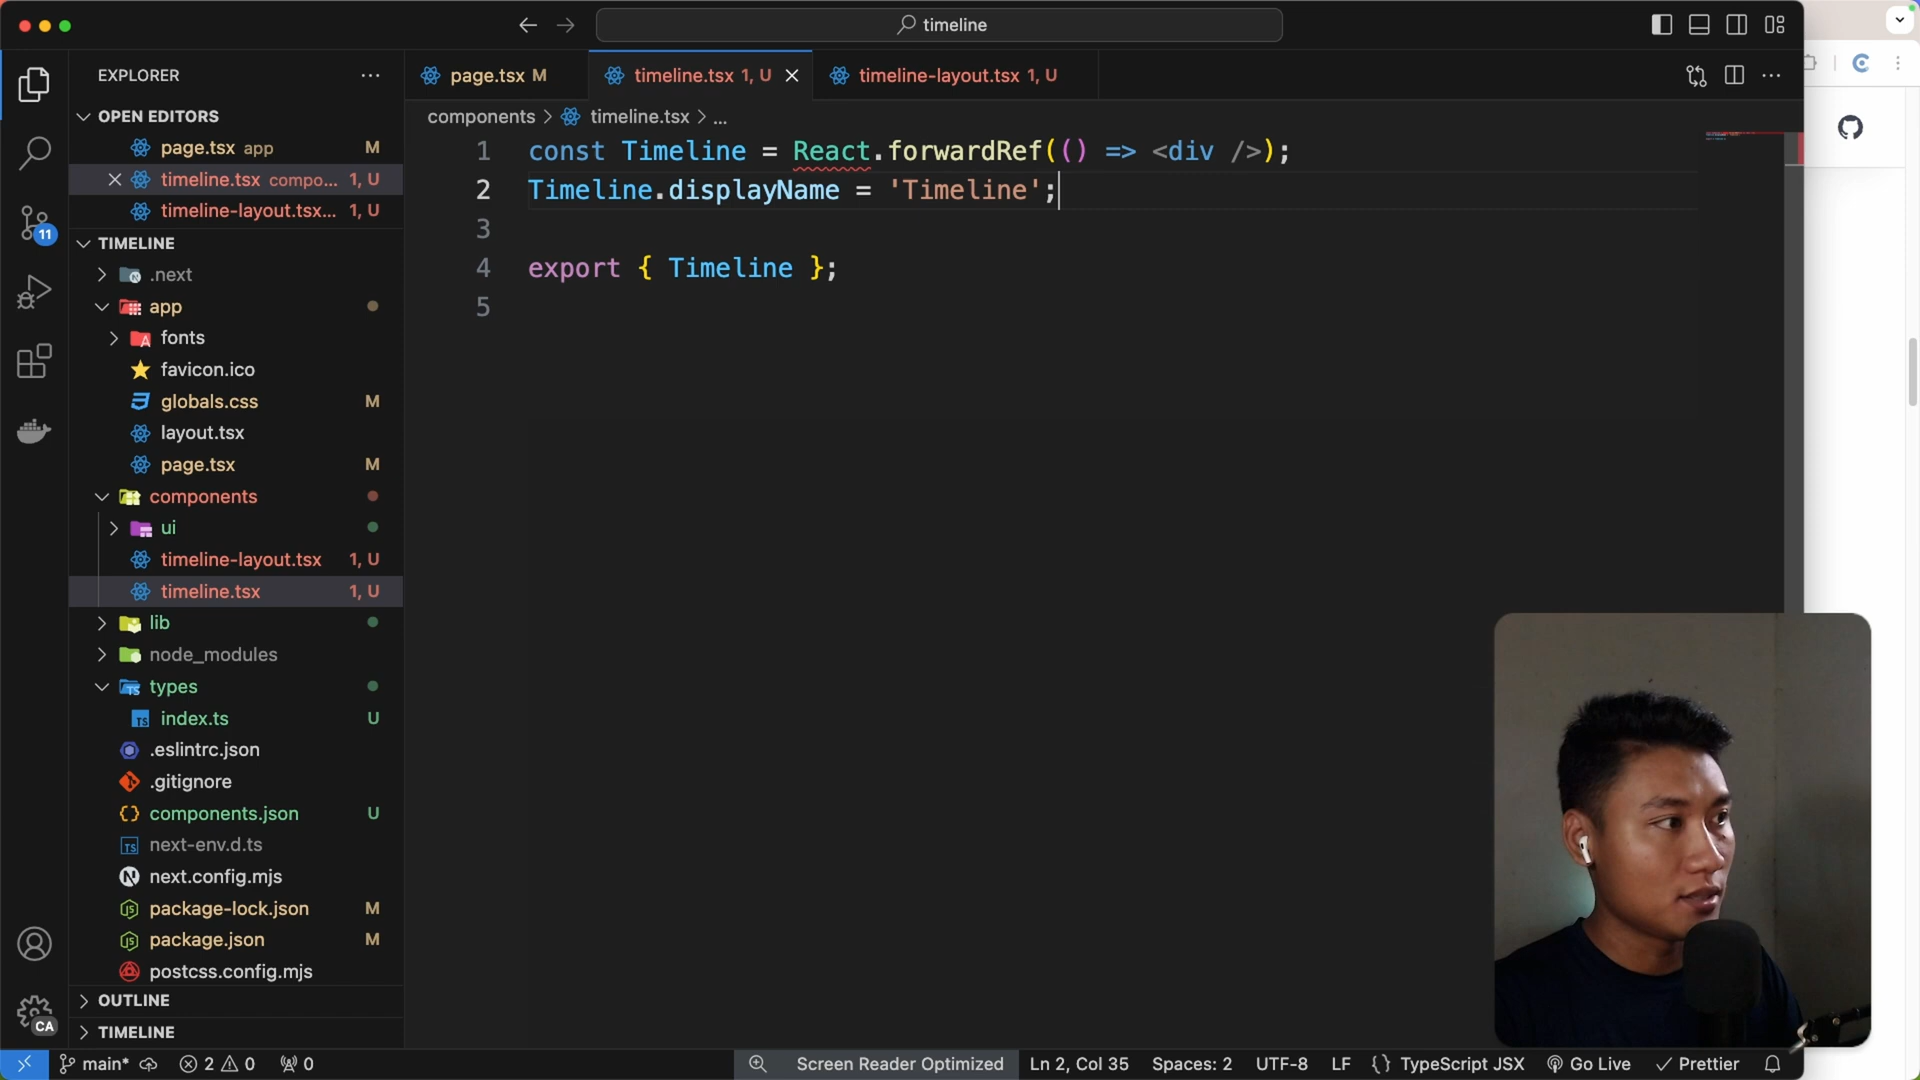 timeline
EXPLORER
page.tsx M
timeline.tsx 1, U
timeline-layout.tsx 1, U
OPEN EDITORS
components > timeline.tsx > ...
page.tsx app M
timeline.tsx compo... 1, U
timeline-layout.tsx... 1, U
1 const Timeline = React.forwardRef(() => <div />);
2 Timeline.displayName = 'Timeline';
3
4 export { Timeline };
5
11
TIMELINE
.next
app
fonts
favicon.ico
globals.css M
layout.tsx
page.tsx M
components
ui
timeline-layout.tsx 1, U
timeline.tsx 1, U
lib
node_modules
types
index.ts U
.eslintrc.json
.gitignore
components.json U
next-env.d.ts
next.config.mjs
package-lock.json M
package.json M
postcss.config.mjs
OUTLINE
TIMELINE
CA
main* 2 0 0 Screen Reader Optimized Ln 2, Col 35 Spaces: 2 UTF-8 LF {} TypeScript JSX Go Live Prettier